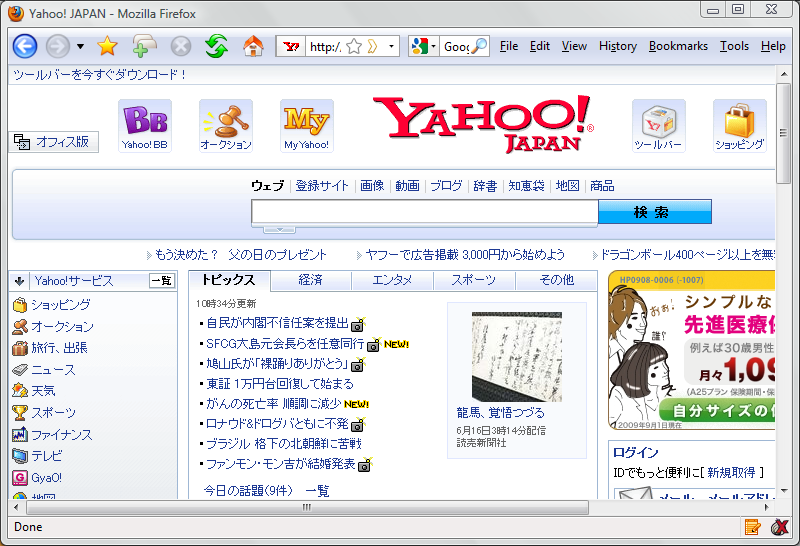 Yahoo! JAPAN - Mozilla Firefox
http:/ Goog File Edit View History Bookmarks Tools Help
ツールバーを今すぐダウンロード！
オフィス版
Yahoo! BB
オークション
My Yahoo!
YAHOO! JAPAN
ツールバー
ショッピング
ウェブ | 登録サイト | 画像 | 動画 | ブログ | 辞書 | 知恵袋 | 地図 | 商品
検索
もう決めた？ 父の日のプレゼント
ヤフーで広告掲載 3,000円から始めよう
ドラゴンボール400ページ以上を無
Yahoo!サービス 一覧
ショッピング
オークション
旅行、出張
ニュース
天気
スポーツ
ファイナンス
テレビ
GyaO!
地図
トピックス 経済 エンタメ スポーツ その他
10時34分更新
・自民が内閣不信任案を提出
・SFCG大島元会長らを任意同行 NEW!
・鳩山氏が「裸踊りありがとう」
・東証 1万円台回復して始まる
・がんの死亡率 順調に減少 NEW!
・ロナウド&ドログバともに不発
・ブラジル 格下の北朝鮮に苦戦
・ファンモン・モン吉が結婚発表
今日の話題(9件) 一覧
龍馬、覚悟つづる
6月16日3時14分配信
読売新聞社
HP0908-0006 (-1007)
シンプルな
先進医療
例えば30歳男性
月々1,09
(A25プラン 保険期間・保
自分サイズの
2009年9月1日現在
おぉ!
誰?
ログイン
IDでもっと便利に[ 新規取得 ]
メール メールアドレ
Done